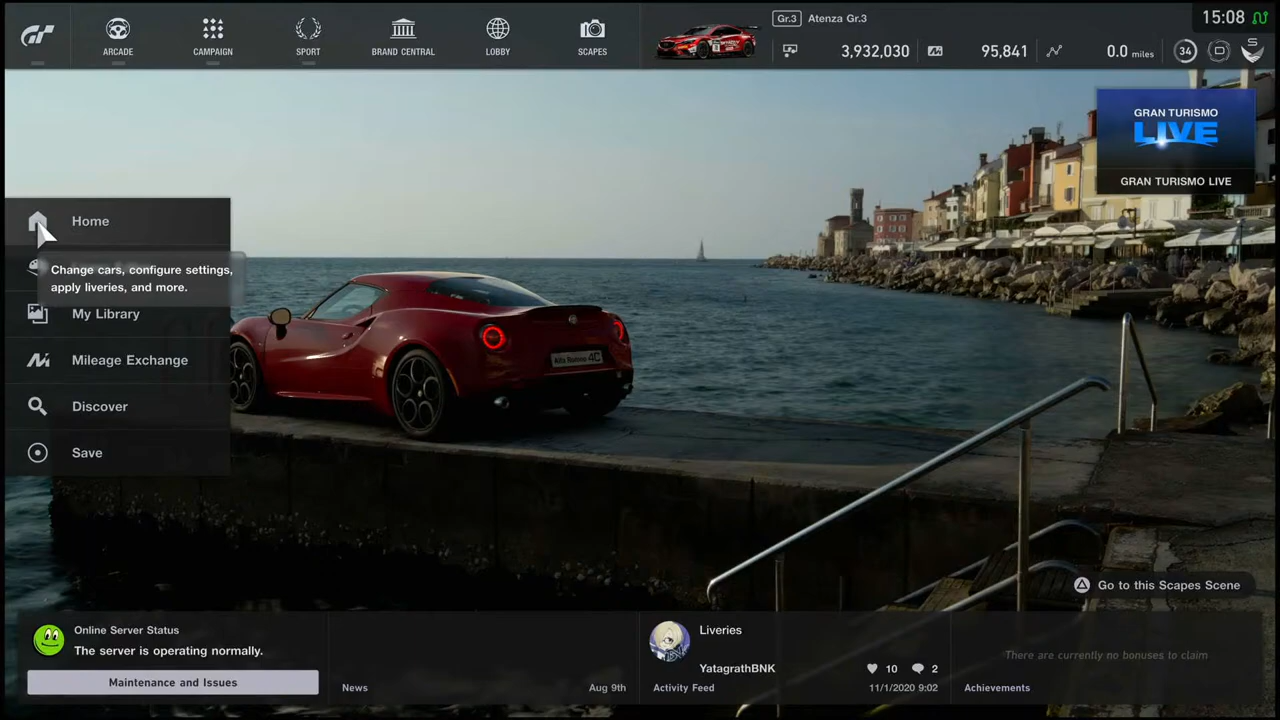 ARCADE
CAMPAIGN
SPORT
BRAND CENTRAL
LOBBY
SCAPES
Gr.3 Atenza Gr.3
3,932,030
95,841
0.0 miles
34
S
15:08
GRAN TURISMO
LIVE
GRAN TURISMO LIVE
Home
Change cars, configure settings,
apply liveries, and more.
My Library
Mileage Exchange
Discover
Save
Alfa Romeo 4C
Go to this Scapes Scene
Online Server Status
The server is operating normally.
Maintenance and Issues
News
Aug 9th
Liveries
YatagrathBNK
10
2
Activity Feed
11/1/2020 9:02
There are currently no bonuses to claim
Achievements